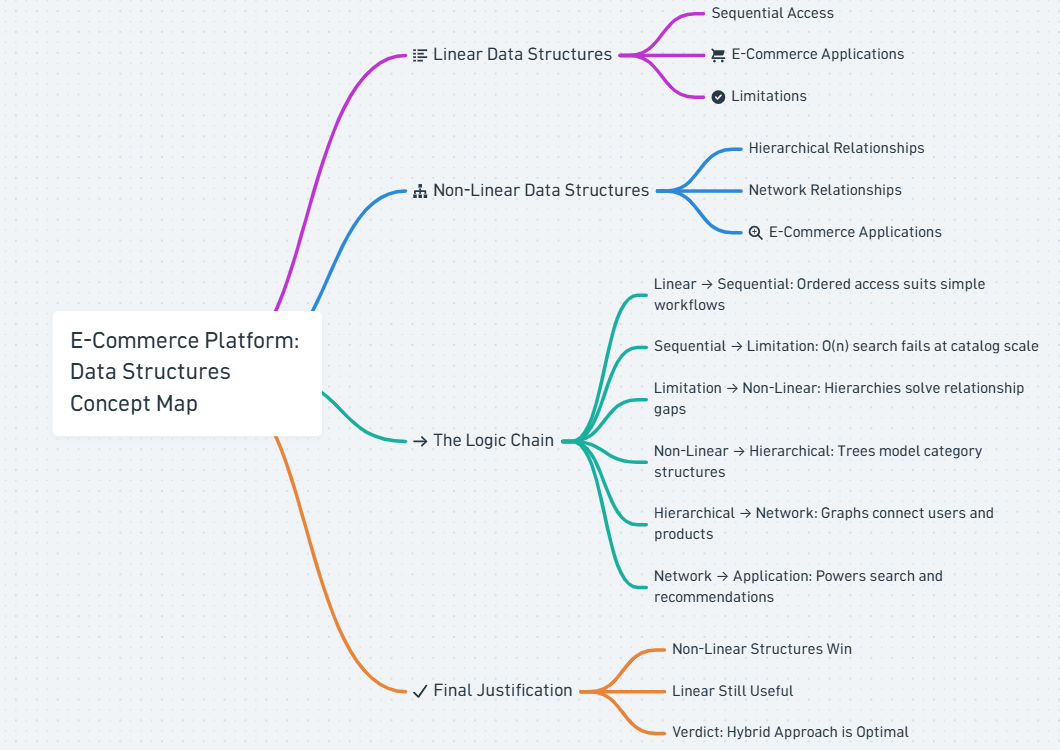 Sequential Access
Linear Data Structures
E-Commerce Applications
Limitations
Hierarchical Relationships
Non-Linear Data Structures
Network Relationships
E-Commerce Applications
E-Commerce Platform:
Data Structures
Concept Map
Linear → Sequential: Ordered access suits simple
workflows
Sequential → Limitation: O(n) search fails at catalog scale
Limitation → Non-Linear: Hierarchies solve relationship
gaps
→ The Logic Chain
Non-Linear → Hierarchical: Trees model category
structures
Hierarchical → Network: Graphs connect users and
products
Network → Application: Powers search and
recommendations
Final Justification
Non-Linear Structures Win
Linear Still Useful
Verdict: Hybrid Approach is Optimal